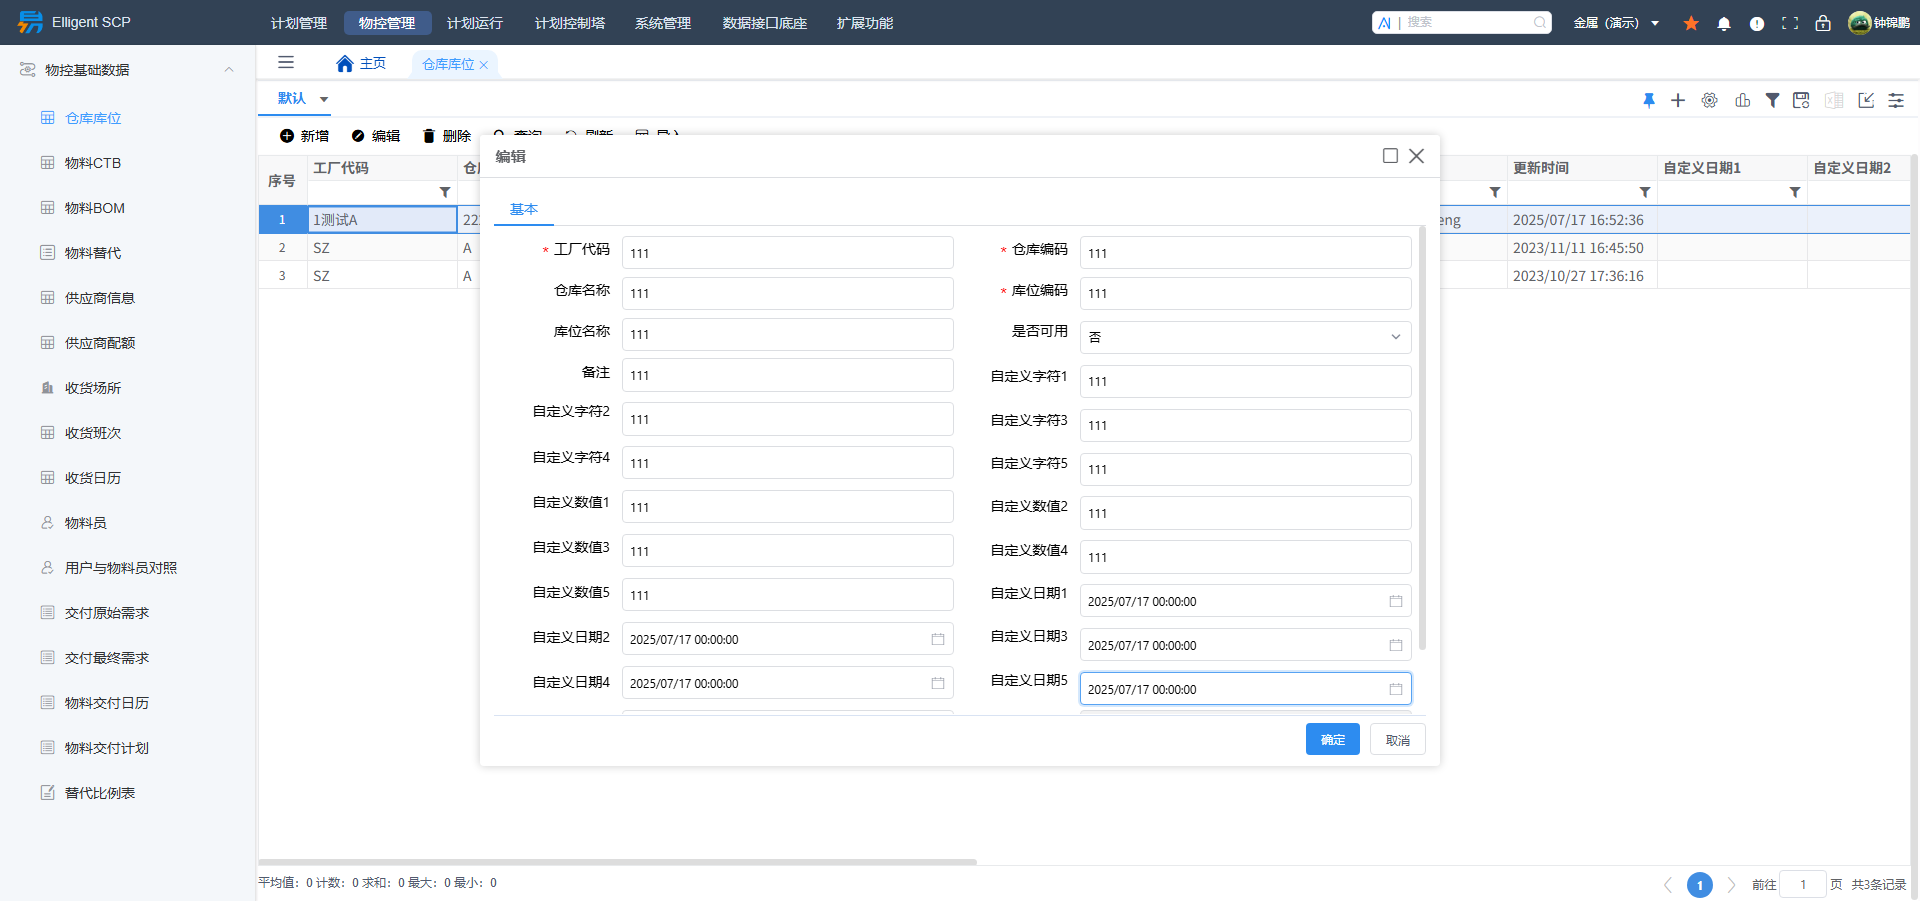 Elligent SCP
计划管理 物控管理 计划运行 计划控制塔 系统管理 数据接口底座 扩展功能
搜索
金属（演示）
钟锦鹏
物控基础数据
仓库库位
物料CTB
物料BOM
物料替代
供应商信息
供应商配额
收货场所
收货班次
收货日历
物料员
用户与物料员对照
交付原始需求
交付最终需求
物料交付日历
物料交付计划
替代比例表
主页 仓库库位
默认
新增 编辑 删除
序号 工厂代码 更新时间 自定义日期1 自定义日期2
1 1测试A 2025/07/17 16:52:36
2 SZ A 2023/11/11 16:45:50
3 SZ A 2023/10/27 17:36:16
编辑
基本
* 工厂代码 111 * 仓库编码 111
仓库名称 111 * 库位编码 111
库位名称 111 是否可用 否
备注 111 自定义字符1 111
自定义字符2 111 自定义字符3 111
自定义字符4 111 自定义字符5 111
自定义数值1 111 自定义数值2 111
自定义数值3 111 自定义数值4 111
自定义数值5 111 自定义日期1 2025/07/17 00:00:00
自定义日期2 2025/07/17 00:00:00 自定义日期3 2025/07/17 00:00:00
自定义日期4 2025/07/17 00:00:00 自定义日期5 2025/07/17 00:00:00
确定 取消
平均值：0 计数：0 求和：0 最大：0 最小：0
1 前往 1 页 共3条记录